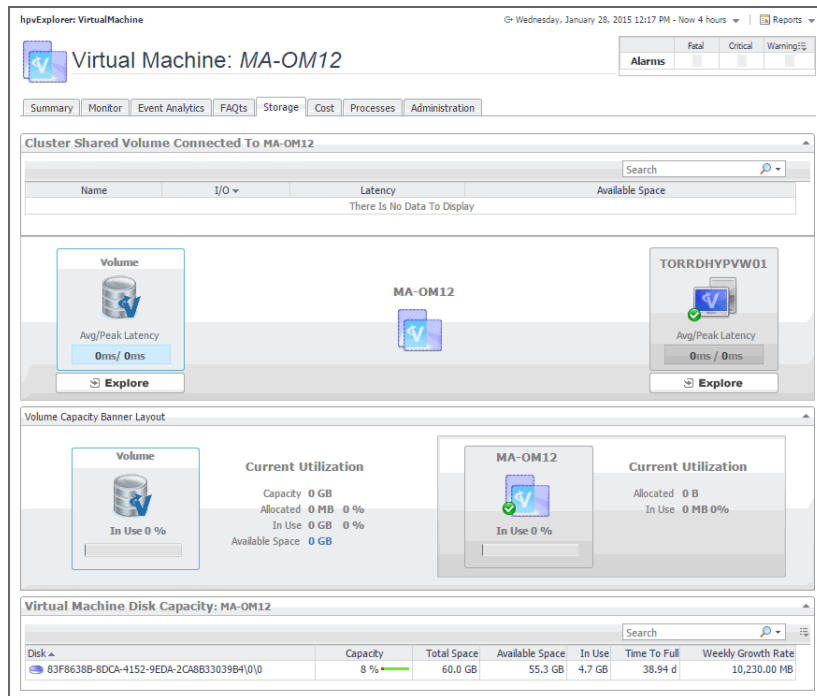 hpvExplorer: VirtualMachine
Wednesday, January 28, 2015 12:17 PM - Now 4 hours
Reports
Virtual Machine: MA-OM12
Fatal Critical Warning
Alarms
Summary Monitor Event Analytics FAQts Storage Cost Processes Administration
Cluster Shared Volume Connected To MA-OM12
Search
Name I/O Latency Available Space
There Is No Data To Display
Volume
Avg/Peak Latency
0ms/ 0ms
Explore
MA-OM12
TORRDHYPVW01
Avg/Peak Latency
0ms / 0ms
Explore
Volume Capacity Banner Layout
Volume
In Use 0 %
Current Utilization
Capacity 0 GB
Allocated 0 MB 0 %
In Use 0 GB 0 %
Available Space 0 GB
MA-OM12
In Use 0 %
Current Utilization
Allocated 0 B
In Use 0 MB 0%
Virtual Machine Disk Capacity: MA-OM12
Search
Disk Capacity Total Space Available Space In Use Time To Full Weekly Growth Rate
83F8638B-8DCA-4152-9EDA-2CA8B33039B4\0\0 8 % 60.0 GB 55.3 GB 4.7 GB 38.94 d 10,230.00 MB